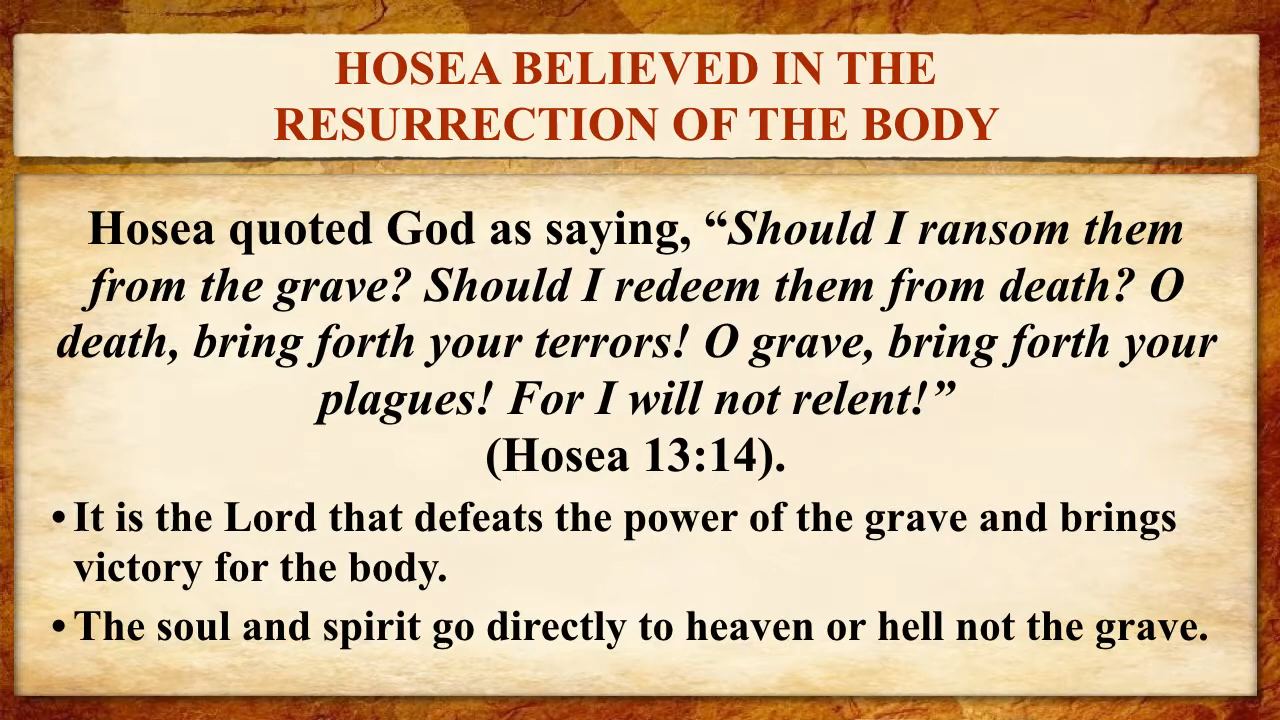 HOSEA BELIEVED IN THE
RESURRECTION OF THE BODY
Hosea quoted God as saying, “Should I ransom them
from the grave? Should I redeem them from death? O
death, bring forth your terrors! O grave, bring forth your
plagues! For I will not relent!”
(Hosea 13:14).
• It is the Lord that defeats the power of the grave and brings
victory for the body.
• The soul and spirit go directly to heaven or hell not the grave.